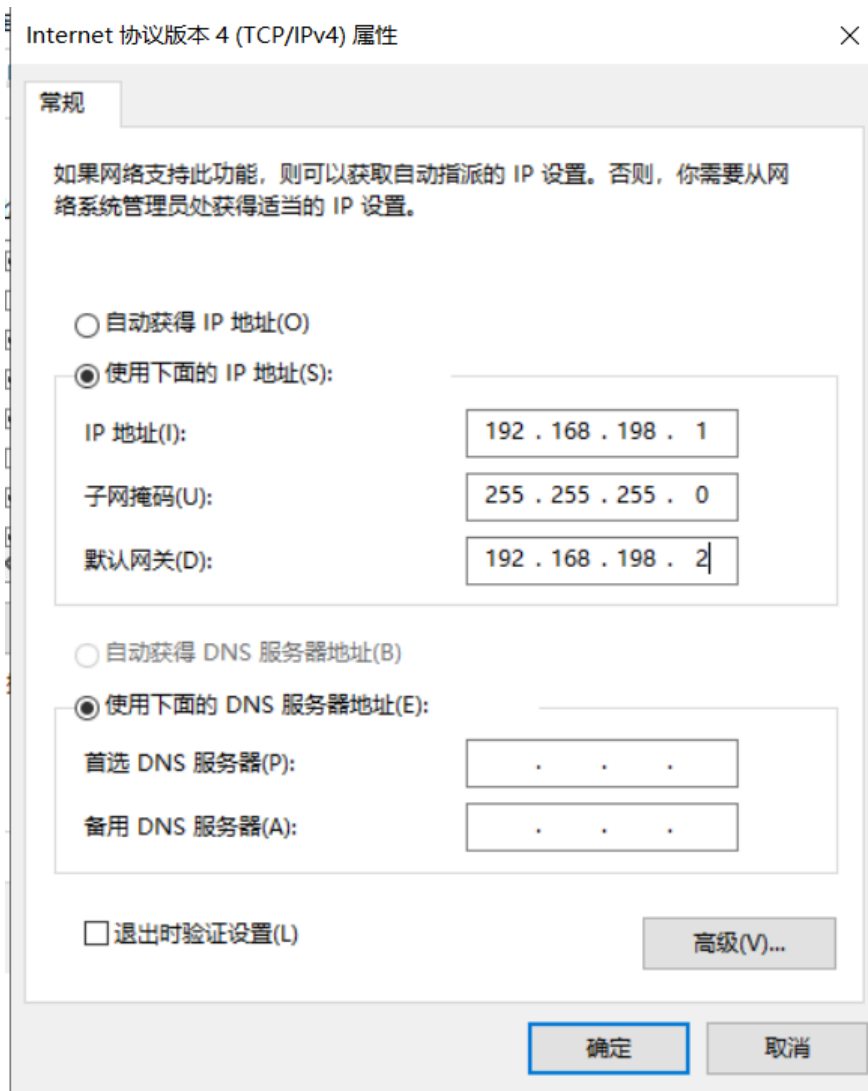 Internet 协议版本 4 (TCP/IPv4) 属性
常规
如果网络支持此功能，则可以获取自动指派的 IP 设置。否则，你需要从网
络系统管理员处获得适当的 IP 设置。
自动获得 IP 地址(O)
使用下面的 IP 地址(S):
IP 地址(I): 192 . 168 . 198 . 1
子网掩码(U): 255 . 255 . 255 . 0
默认网关(D): 192 . 168 . 198 . 2
自动获得 DNS 服务器地址(B)
使用下面的 DNS 服务器地址(E):
首选 DNS 服务器(P): . . .
备用 DNS 服务器(A): . . .
退出时验证设置(L)
高级(V)...
确定 取消